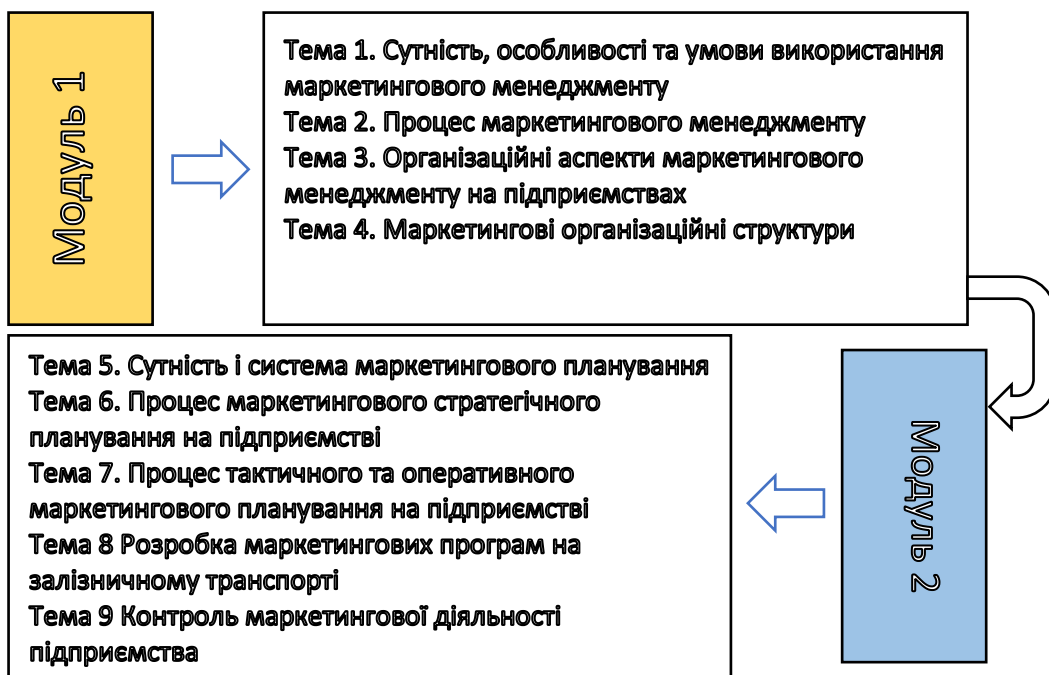 Модуль 1
Тема 1. Сутність, особливості та умови використання
маркетингового менеджменту
Тема 2. Процес маркетингового менеджменту
Тема 3. Організаційні аспекти маркетингового
менеджменту на підприємствах
Тема 4. Маркетингові організаційні структури
Модуль 2
Тема 5. Сутність і система маркетингового планування
Тема 6. Процес маркетингового стратегічного
планування на підприємстві
Тема 7. Процес тактичного та оперативного
маркетингового планування на підприємстві
Тема 8 Розробка маркетингових програм на
залізничному транспорті
Тема 9 Контроль маркетингової діяльності
підприємства